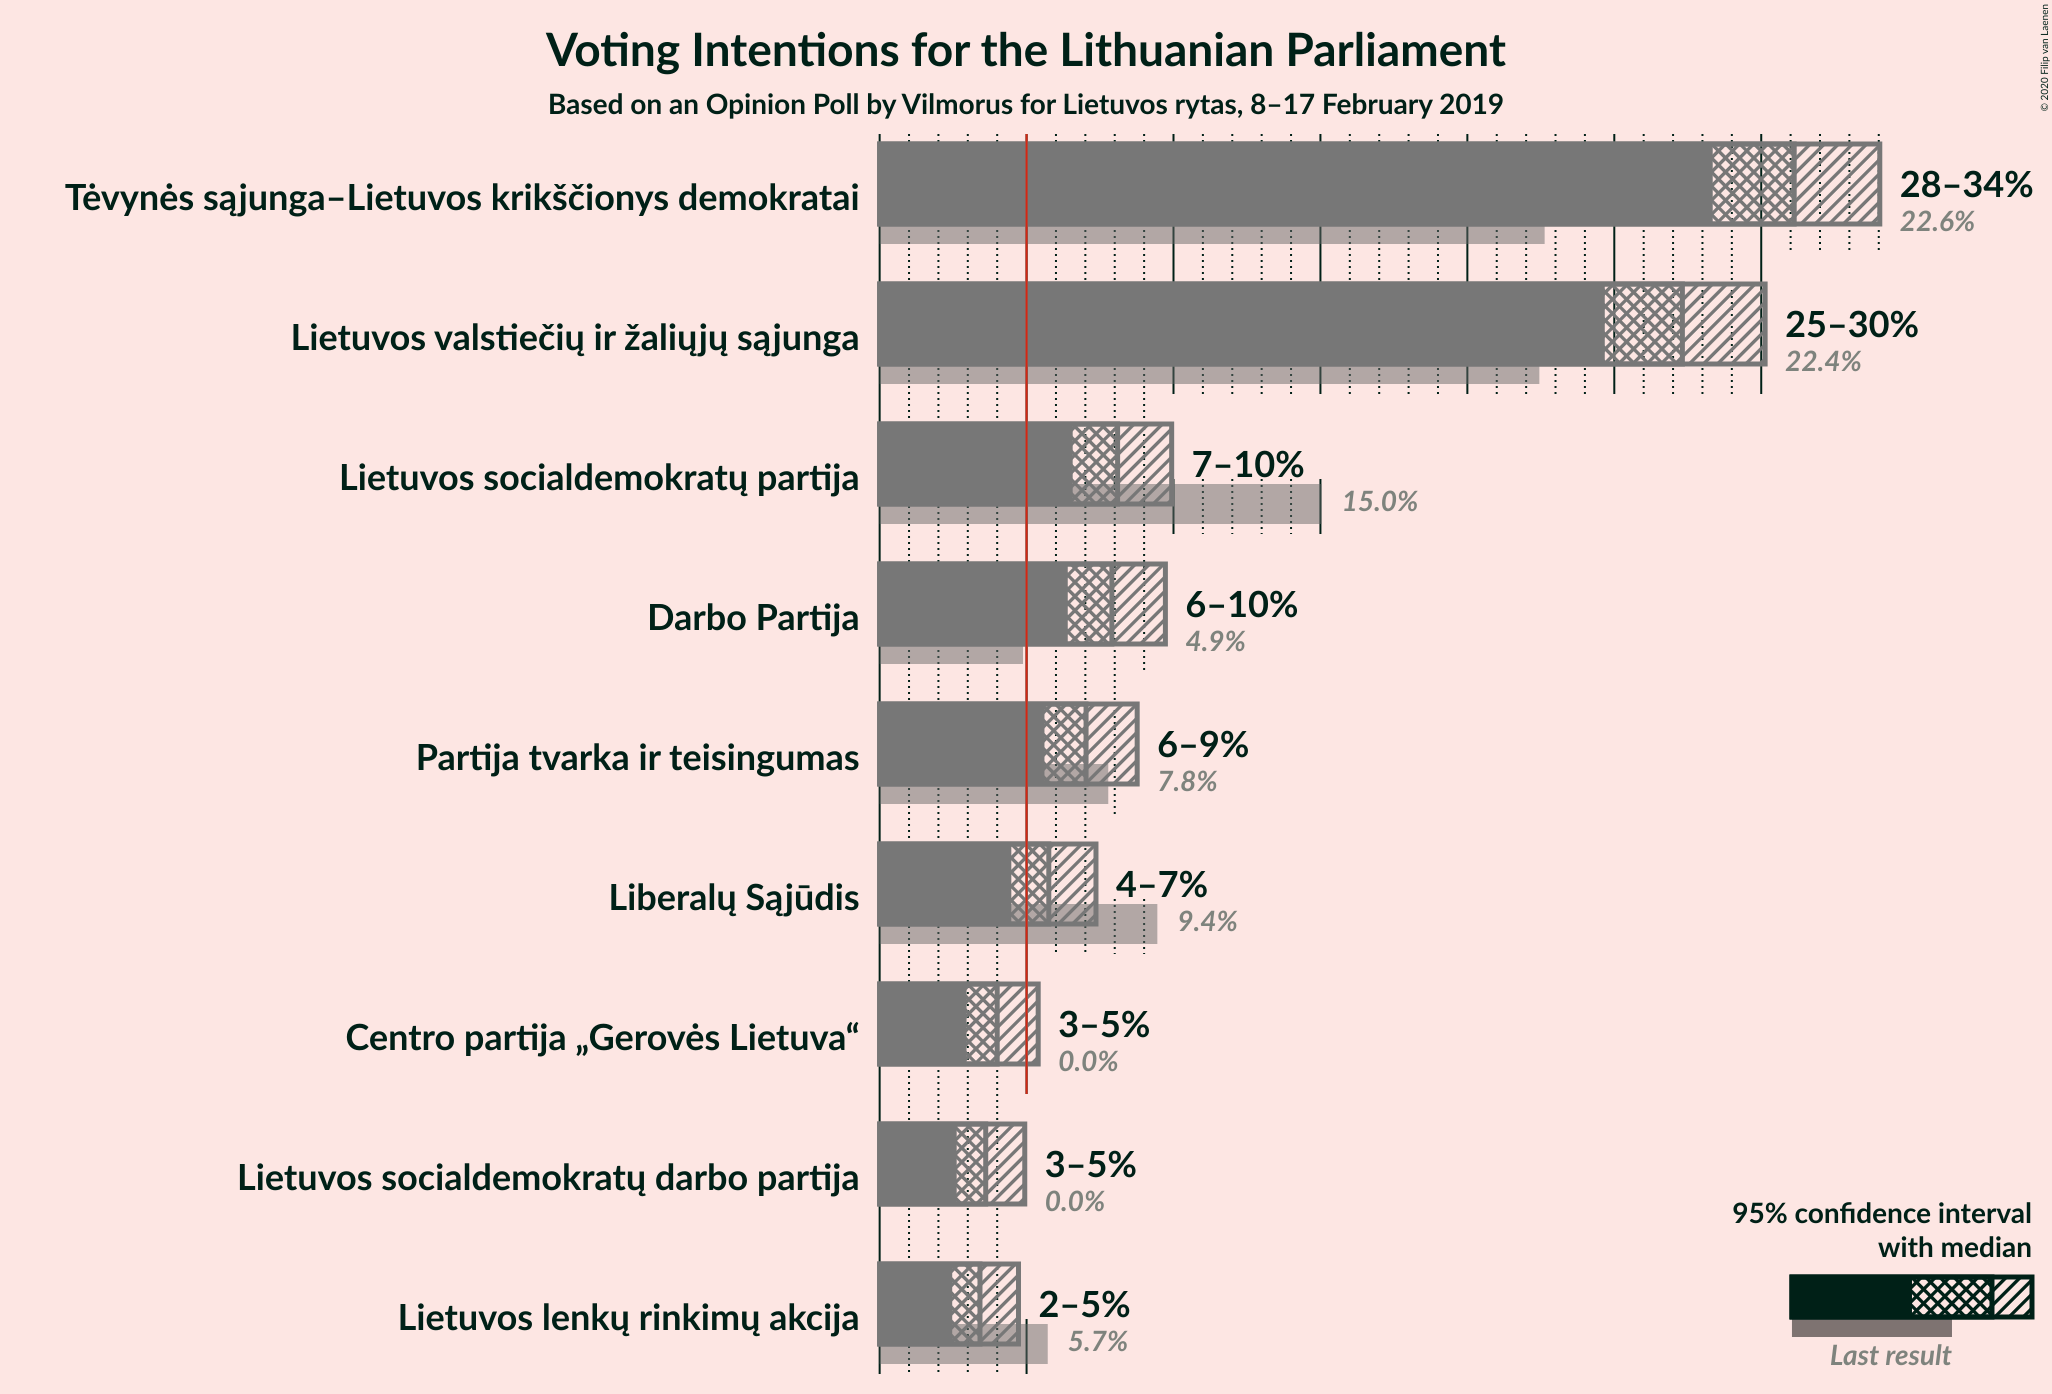 Voting Intentions for the Lithuanian Parliament
Based on an Opinion Poll by Vilmorus for Lietuvos rytas, 8–17 February 2019
© 2020 Filip van Laenen
Tėvynės sąjunga–Lietuvos krikščionys demokratai
28–34%
22.6%
Lietuvos valstiečių ir žaliųjų sąjunga
25–30%
22.4%
Lietuvos socialdemokratų partija
7–10%
15.0%
Darbo Partija
6–10%
4.9%
Partija tvarka ir teisingumas
6–9%
7.8%
Liberalų Sąjūdis
4–7%
9.4%
Centro partija „Gerovės Lietuva“
3–5%
0.0%
Lietuvos socialdemokratų darbo partija
3–5%
0.0%
Lietuvos lenkų rinkimų akcija
2–5%
5.7%
95% confidence interval
with median
Last result